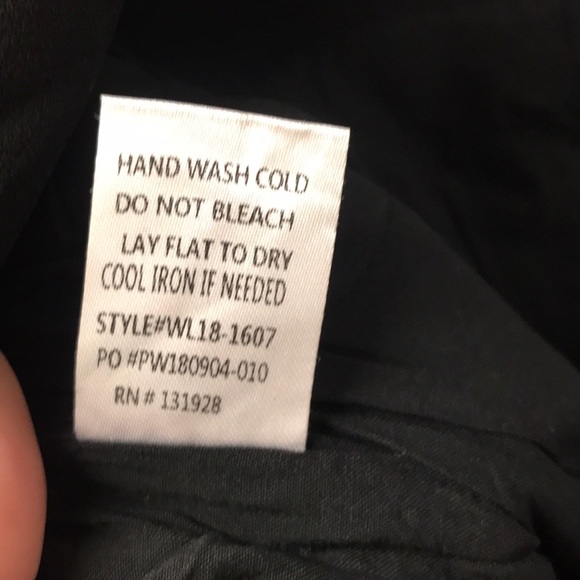 HAND WASH COLD
DO NOT BLEACH
LAY FLAT TO DRY
COOL IRON IF NEEDED
STYLE#WL18-1607
PO #PW180904-010
RN # 131928